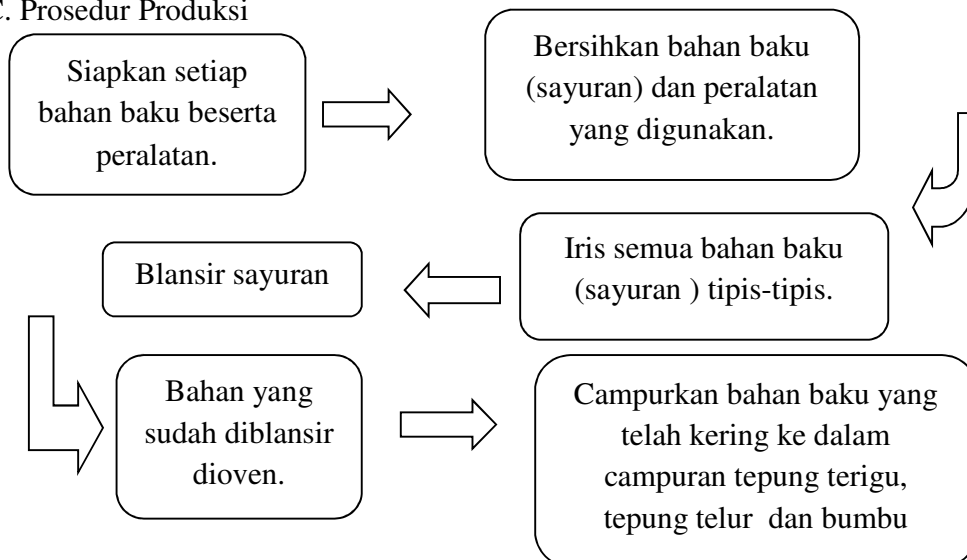 C. Prosedur Produksi
Siapkan setiap
bahan baku beserta
peralatan.
Bersihkan bahan baku
(sayuran) dan peralatan
yang digunakan.
Iris semua bahan baku
(sayuran ) tipis-tipis.
Blansir sayuran
Bahan yang
sudah diblansir
dioven.
Campurkan bahan baku yang
telah kering ke dalam
campuran tepung terigu,
tepung telur  dan bumbu